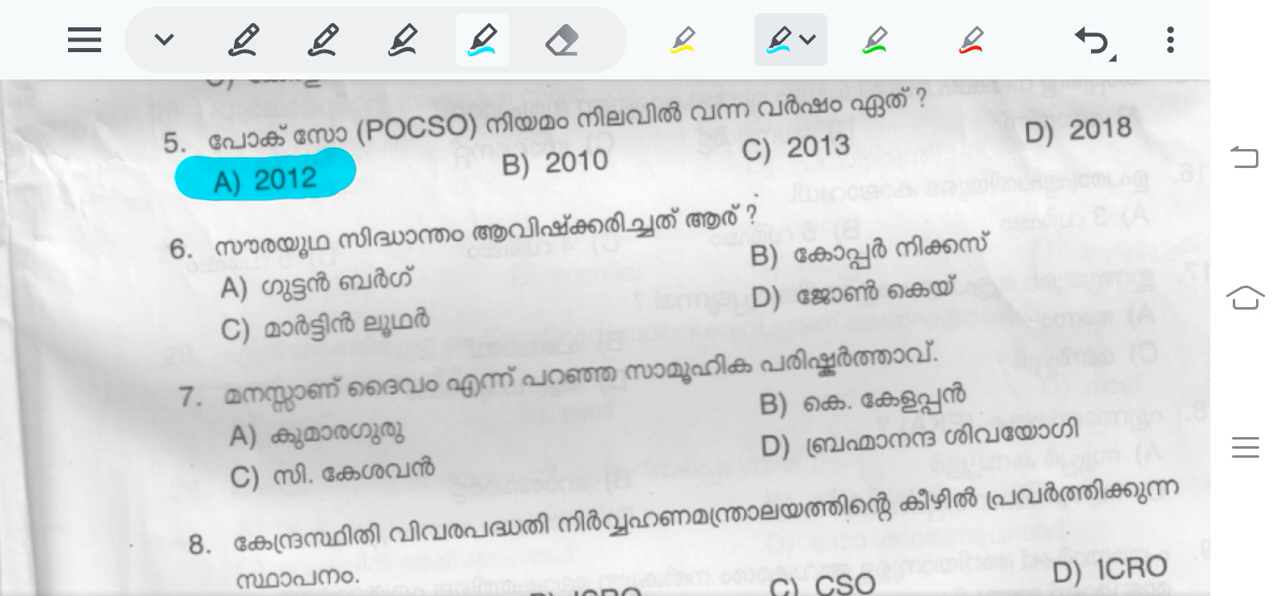 5. പോക് സോ (POCSO) നിയമം നിലവിൽ വന്ന വർഷം ഏത് ?
A) 2012 B) 2010 C) 2013 D) 2018
6. സൗരയൂഥ സിദ്ധാന്തം ആവിഷ്ക്കരിച്ചത് ആര് ?
A) ഗുട്ടൻ ബർഗ് B) കോപ്പർ നിക്കസ്
C) മാർട്ടിൻ ലൂഥർ D) ജോൺ കെയ്
7. മനസ്സാണ് ദൈവം എന്ന് പറഞ്ഞ സാമൂഹിക പരിഷ്കർത്താവ്.
A) കുമാരഗുരു B) കെ. കേളപ്പൻ
C) സി. കേശവൻ D) ബ്രഹ്മാനന്ദ ശിവയോഗി
8. കേന്ദ്രസ്ഥിതി വിവരപദ്ധതി നിർവ്വഹണമന്ത്രാലയത്തിന്റെ കീഴിൽ പ്രവർത്തിക്കുന്ന
സ്ഥാപനം.
C) CSO D) ICRO